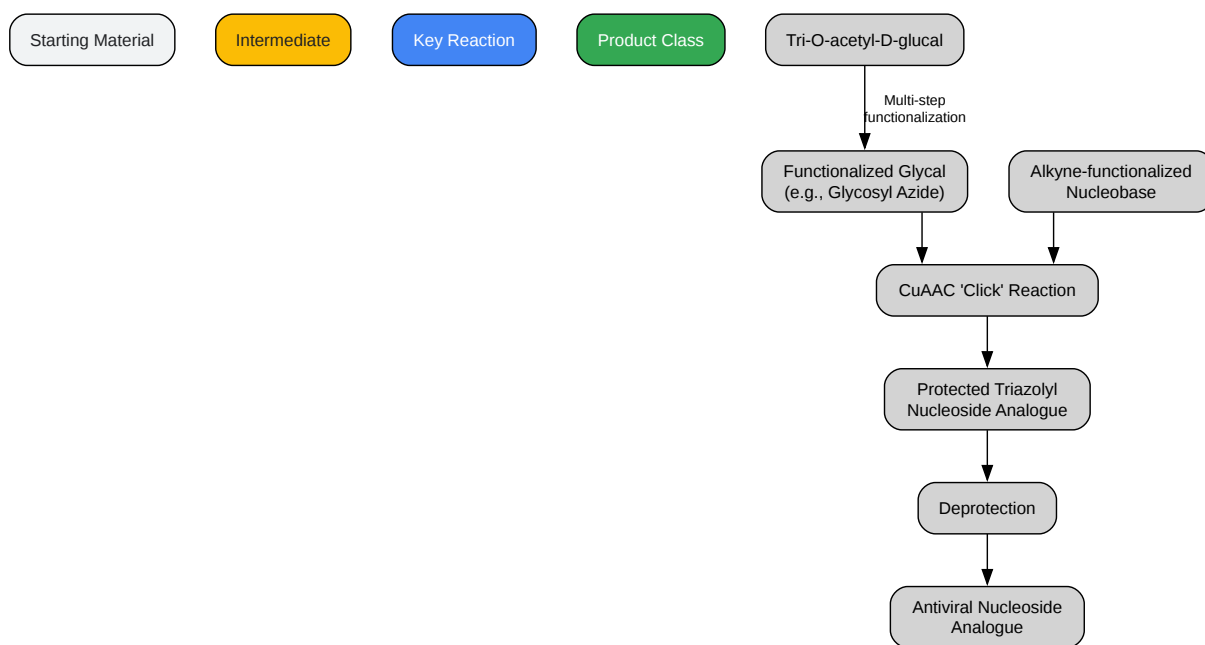 Starting Material
Intermediate
Key Reaction
Product Class
Tri-O-acetyl-D-glucal
Multi-step
functionalization
Functionalized Glycal
(e.g., Glycosyl Azide)
Alkyne-functionalized
Nucleobase
CuAAC 'Click' Reaction
Protected Triazolyl
Nucleoside Analogue
Deprotection
Antiviral Nucleoside
Analogue